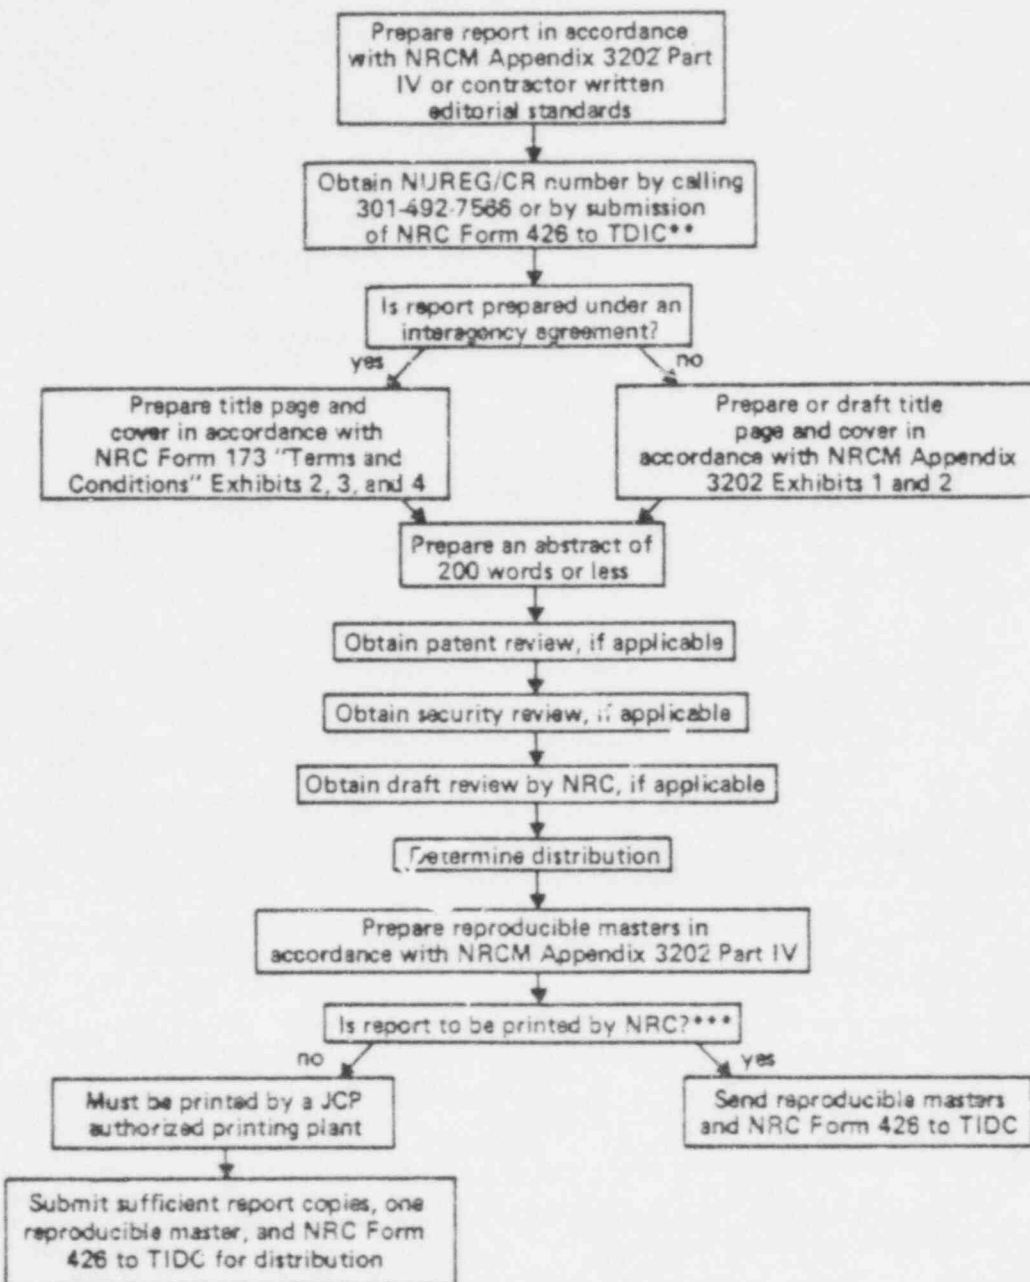 Prepare report in accordance
with NRCM Appendix 3202 Part
IV or contractor written
editorial standards
Obtain NUREG/CR number by calling
301-492-7566 or by submission
of NRC Form 426 to TDIC**
Is report prepared under an
interagency agreement?
yes
no
Prepare title page and
cover in accordance with
NRC Form 173 "Terms and
Conditions" Exhibits 2, 3, and 4
Prepare or draft title
page and cover in
accordance with NRCM Appendix
3202 Exhibits 1 and 2
Prepare an abstract of
200 words or less
Obtain patent review, if applicable
Obtain security review, if applicable
Obtain draft review by NRC, if applicable
Determine distribution
Prepare reproducible masters in
accordance with NRCM Appendix 3202 Part IV
Is report to be printed by NRC?***
no
yes
Must be printed by a JCP
authorized printing plant
Send reproducible masters
and NRC Form 426 to TIDC
Submit sufficient report copies, one
reproducible master, and NRC Form
426 to TIDC for distribution